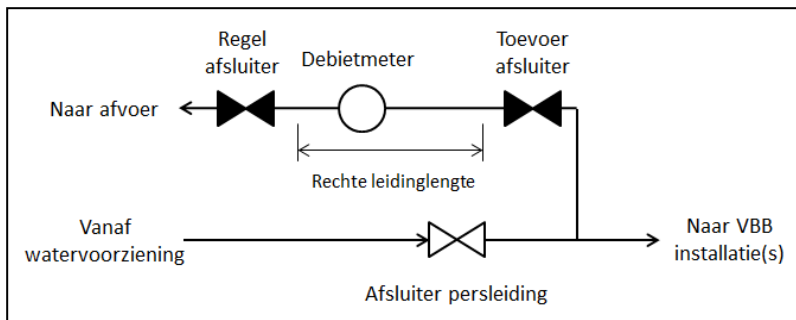 Regel
afsluiter
Debietmeter
Toevoer
afsluiter
Naar afvoer
Rechte leidinglengte
Vanaf
watervoorziening
Naar VBB
installatie(s)
Afsluiter persleiding